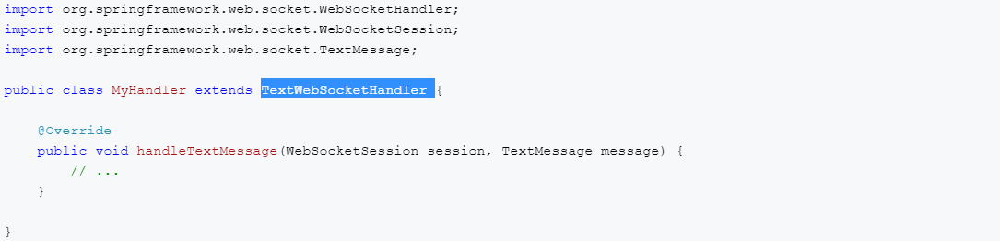 import org.springframework.web.socket.WebSocketHandler;
import org.springframework.web.socket.WebSocketSession;
import org.springframework.web.socket.TextMessage;
public class MyHandler extends TextWebSocketHandler {
@Override
public void handleTextMessage(WebSocketSession session, TextMessage message) {
// ...
}
}